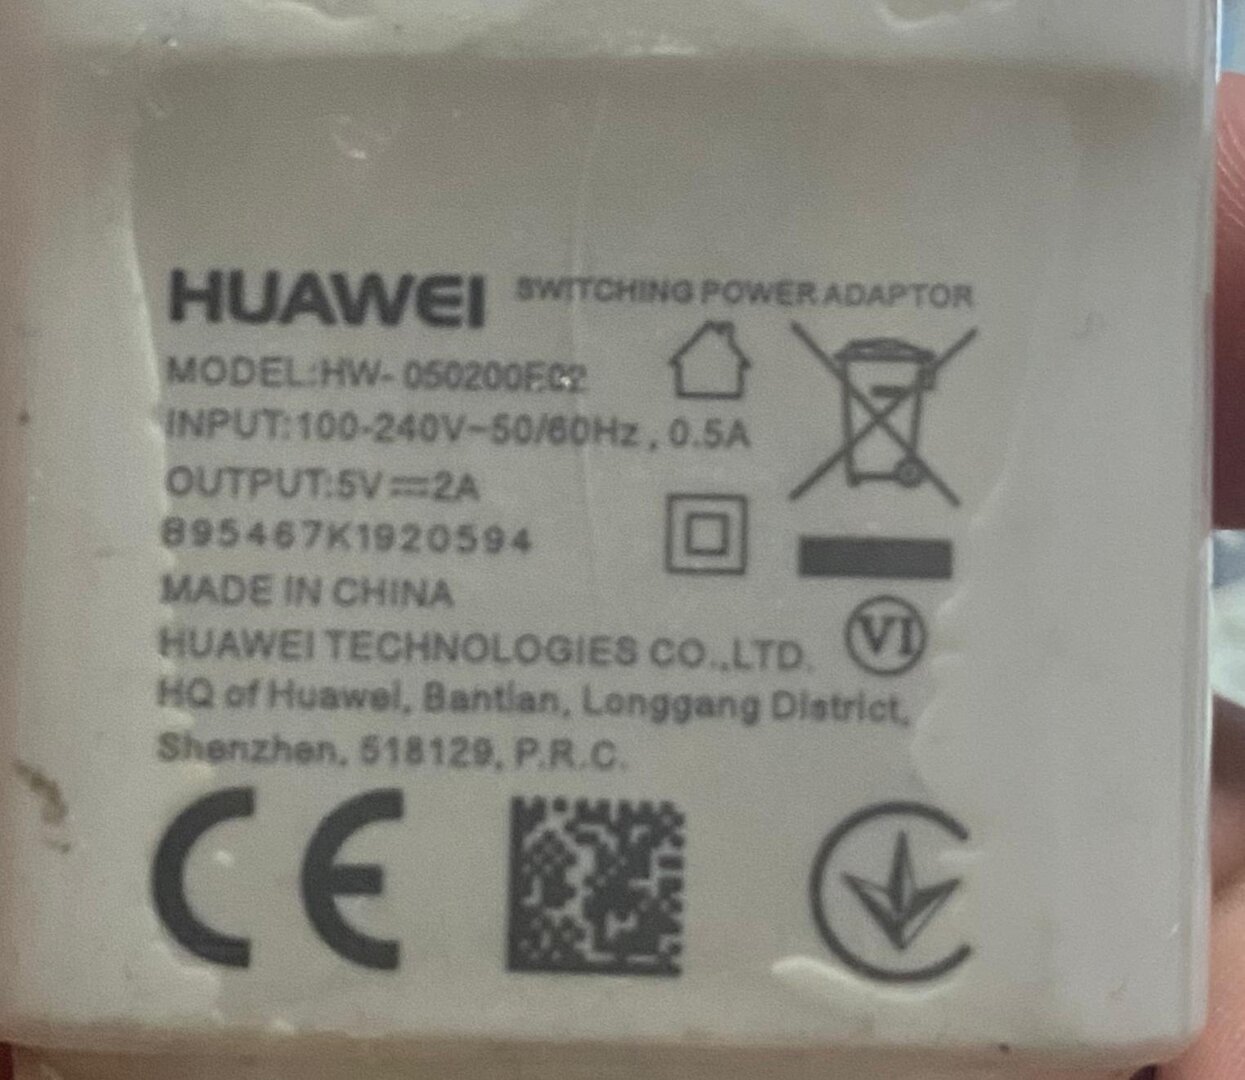 HUAWEI SWITCHING POWER ADAPTOR
MODEL:HW-050200E02
INPUT:100-240V~50/60Hz, 0.5A
OUTPUT:5V⎓2A
895467K1920594
MADE IN CHINA
HUAWEI TECHNOLOGIES CO.,LTD.
VI
HQ of Huawei, Bantian, Longgang District,
Shenzhen, 518129, P.R.C.
CE